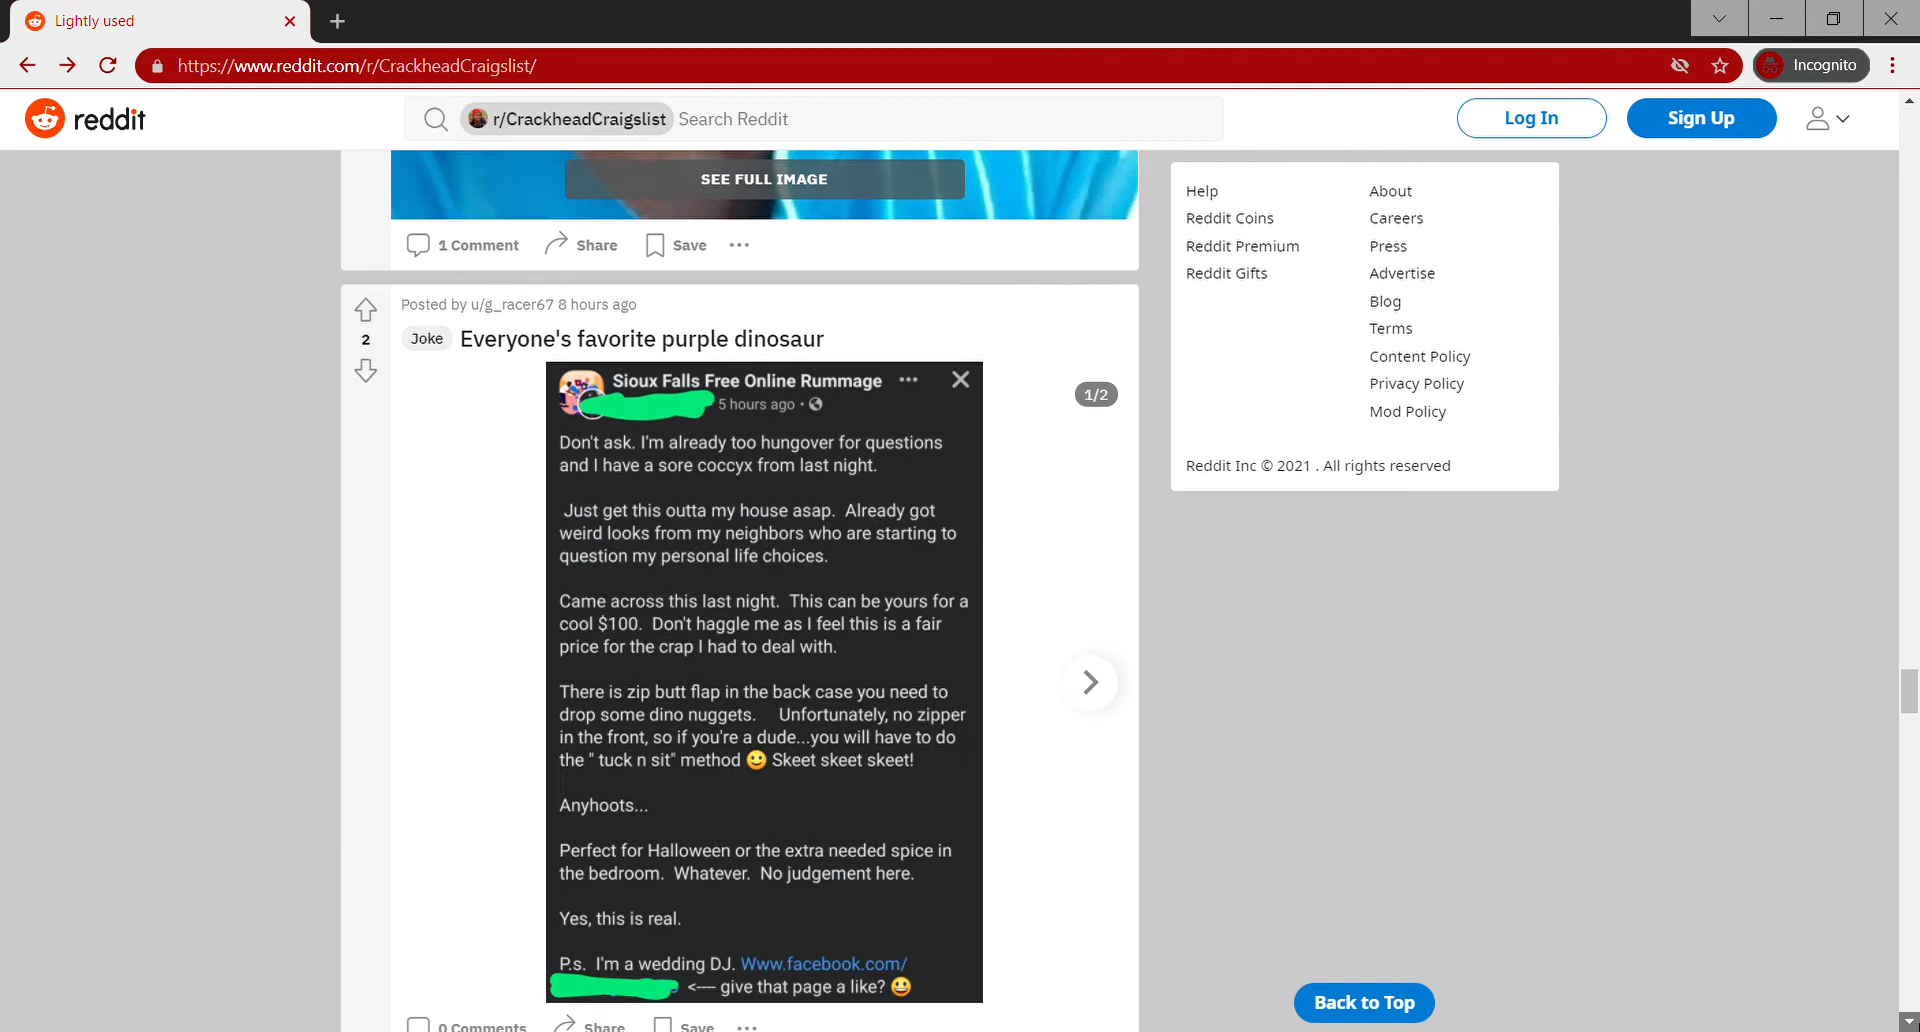 Lightly used
https://www.reddit.com/r/CrackheadCraigslist/
Incognito
reddit
r/CrackheadCraigslist Search Reddit
Log In
Sign Up
SEE FULL IMAGE
1 Comment Share Save
Posted by u/g_racer67 8 hours ago
2
Joke Everyone's favorite purple dinosaur
1/2
Sioux Falls Free Online Rummage
5 hours ago •
Don't ask. I'm already too hungover for questions
and I have a sore coccyx from last night.
Just get this outta my house asap. Already got
weird looks from my neighbors who are starting to
question my personal life choices.
Came across this last night. This can be yours for a
cool $100. Don't haggle me as I feel this is a fair
price for the crap I had to deal with.
There is zip butt flap in the back case you need to
drop some dino nuggets. Unfortunately, no zipper
in the front, so if you're a dude...you will have to do
the " tuck n sit" method 🙂 Skeet skeet skeet!
Anyhoots...
Perfect for Halloween or the extra needed spice in
the bedroom. Whatever. No judgement here.
Yes, this is real.
P.s. I'm a wedding DJ. Www.facebook.com/
<---- give that page a like? 😀
0 Comments Share Save
Help
Reddit Coins
Reddit Premium
Reddit Gifts
About
Careers
Press
Advertise
Blog
Terms
Content Policy
Privacy Policy
Mod Policy
Reddit Inc © 2021 . All rights reserved
Back to Top